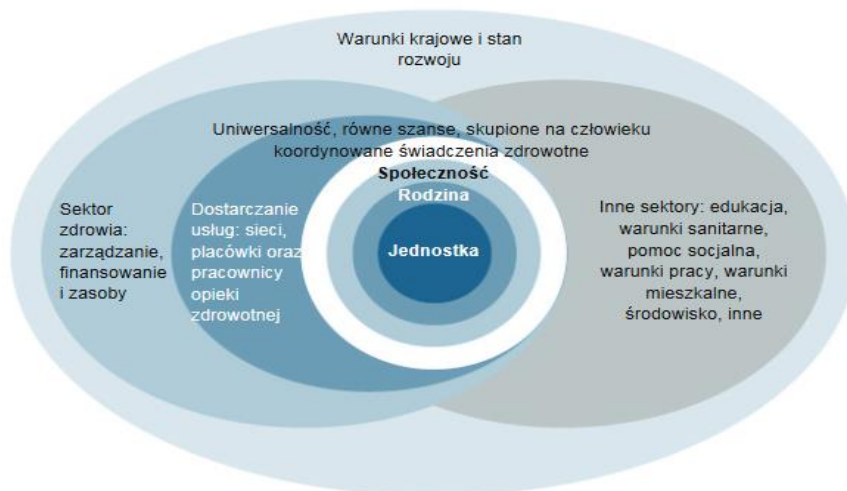 Warunki krajowe i stan
rozwoju
Uniwersalność, równe szanse, skupione na człowieku
koordynowane świadczenia zdrowotne
Społeczność
Rodzina
Jednostka
Sektor
zdrowia:
zarządzanie,
finansowanie
i zasoby
Dostarczanie
usług: sieci,
placówki oraz
pracownicy
opieki
zdrowotnej
Inne sektory: edukacja,
warunki sanitarne,
pomoc socjalna,
warunki pracy, warunki
mieszkalne,
środowisko, inne